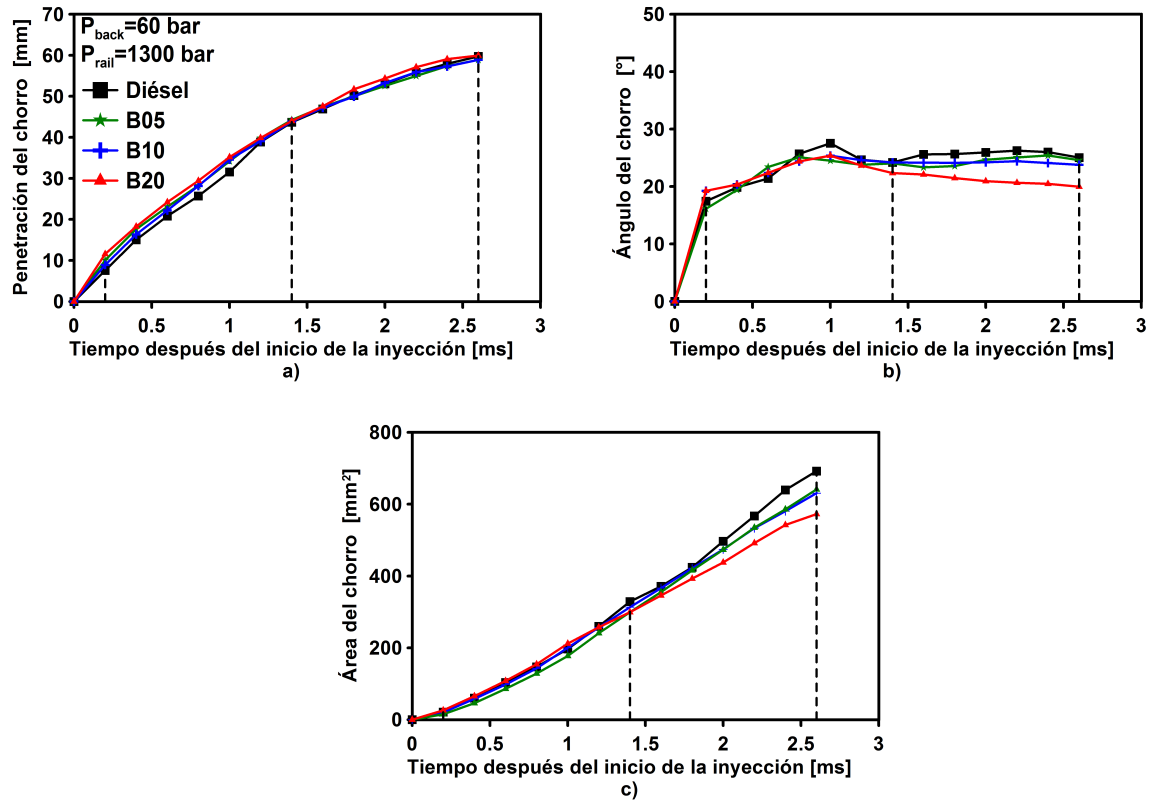 P_back=60 bar
P_rail=1300 bar
Diésel
B05
B10
B20
Penetración del chorro [mm]
70
60
50
40
30
20
10
0
0 0.5 1 1.5 2 2.5 3
Tiempo después del inicio de la inyección [ms]
a)
Ángulo del chorro [°]
50
40
30
20
10
0
0 0.5 1 1.5 2 2.5 3
Tiempo después del inicio de la inyección [ms]
b)
Área del chorro [mm²]
800
600
400
200
0
0 0.5 1 1.5 2 2.5 3
Tiempo después del inicio de la inyección [ms]
c)